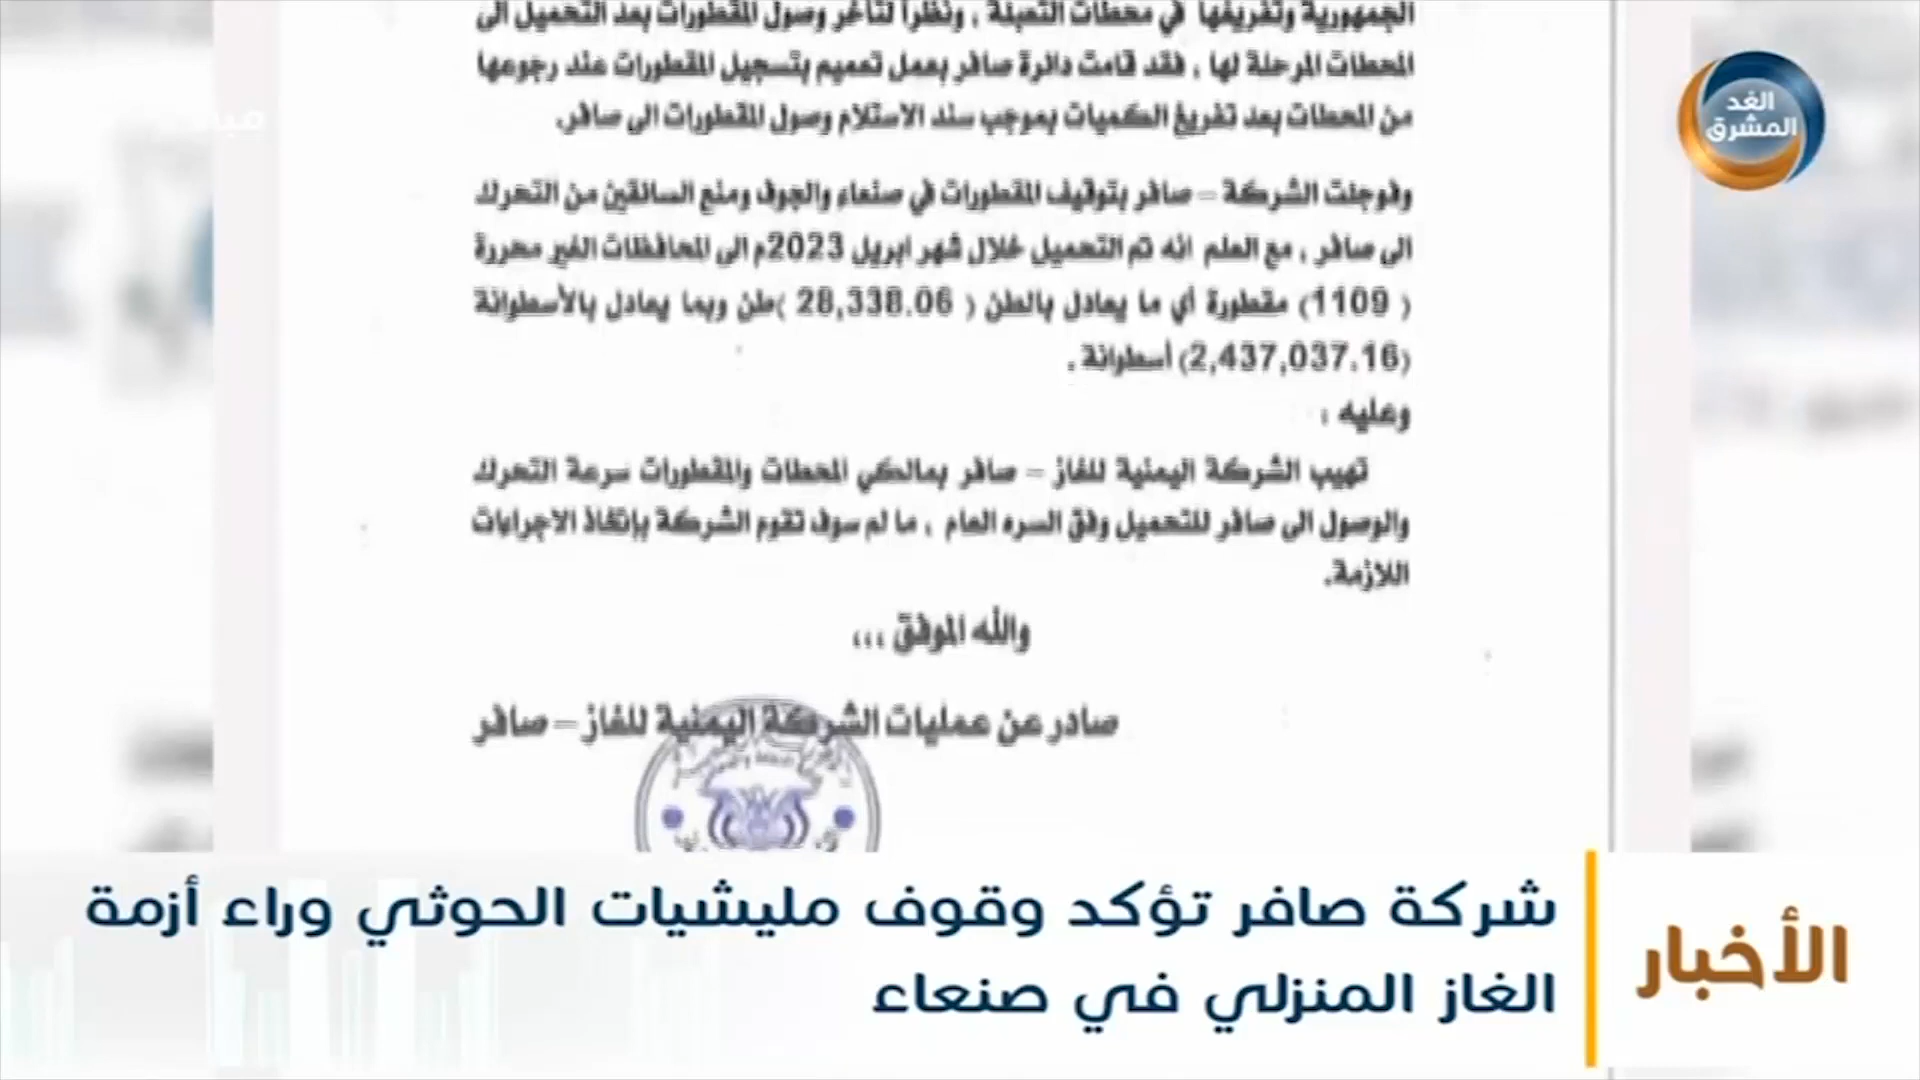 الجمهورية وتفريغها في محطات التعبئة ، ونظرا لتأخر وصول المقطورات بعد التحميل الى
المحطات المرحلة لها ، فقد قامت دائرة صافر بعمل تعميم بتسجيل المقطورات عند رجوعها
من المحطات بعد تفريغ الكميات بموجب سند الاستلام وصول المقطورات الى صافر.
وفوجئت الشركة – صافر بتوقيف المقطورات في صنعاء والجوف ومنع السائقين من التحرك
الى صافر ، مع العلم انه تم التحميل خلال شهر ابريل 2023م الى المحافظات الغير محررة
( 1109) مقطورة أي ما يعادل بالطن ( 28,338.06 )طن وبما يعادل بالأسطوانة
(2,437,037.16) أسطوانة .
وعليه :
تهيب الشركة اليمنية للغاز – صافر بمالكي المحطات والمقطورات سرعة التحرك
والوصول الى صافر للتحميل وفق السره العام ، ما لم سوف تقوم الشركة بإتخاذ الاجراءات
اللازمة.
والله الموفق ،،،
صادر عن عمليات الشركة اليمنية للغاز – صافر
الغد
المشرق
الأخبار
شركة صافر تؤكد وقوف مليشيات الحوثي وراء أزمة
الغاز المنزلي في صنعاء